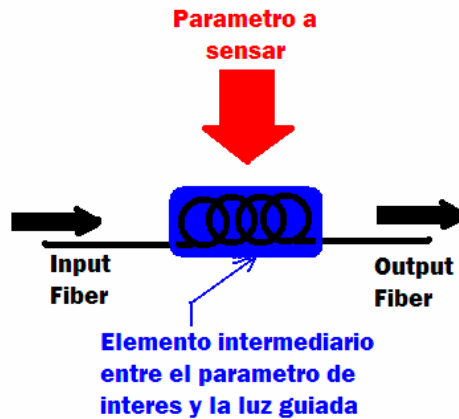 Parametro a
sensar
Input
Fiber
Output
Fiber
Elemento intermediario
entre el parametro de
interes y la luz guiada